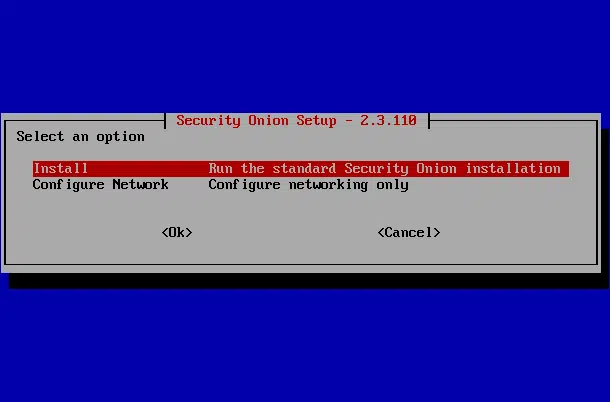 Security Onion Setup - 2.3.110
Select an option
Install Run the standard Security Onion installation
Configure Network Configure networking only
<Ok> <Cancel>